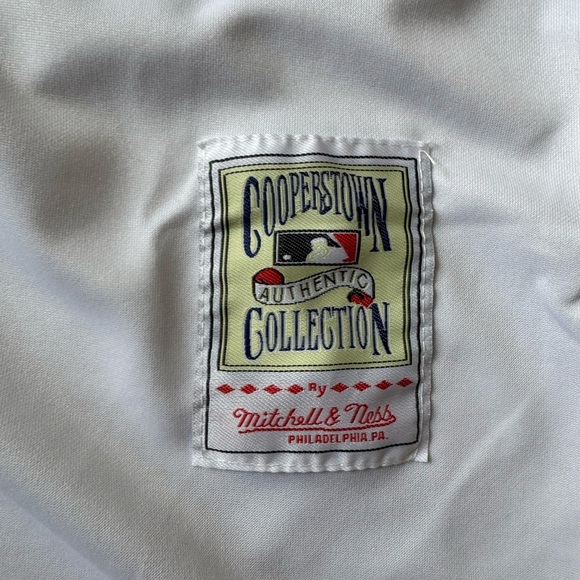 COOPERSTOWN
AUTHENTIC
COLLECTION
By
Mitchell & Ness
PHILADELPHIA, PA.